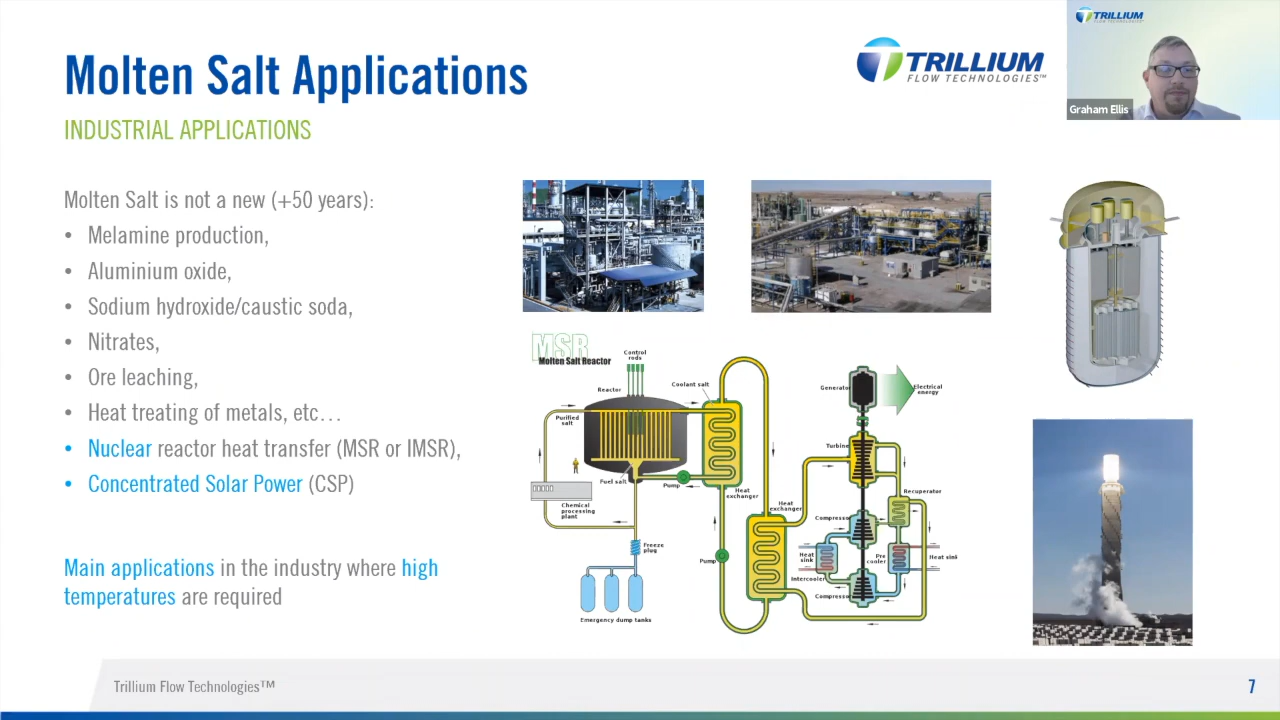 Molten Salt Applications
INDUSTRIAL APPLICATIONS
TRILLIUM
FLOW TECHNOLOGIES™
TRILLIUM
FLOW TECHNOLOGIES
Graham Ellis
Molten Salt is not a new (+50 years):
• Melamine production,
• Aluminium oxide,
• Sodium hydroxide/caustic soda,
• Nitrates,
• Ore leaching,
• Heat treating of metals, etc…
• Nuclear reactor heat transfer (MSR or IMSR),
• Concentrated Solar Power (CSP)
Main applications in the industry where high
temperatures are required
MSR
Molten Salt Reactor
Control
rods
Reactor
Coolant salt
Purified
salt
Fuel salt
Pump
Heat
exchanger
Chemical
processing
plant
Freeze
plug
Emergency dump tanks
Pump
Heat
exchanger
Generator
Electrical
energy
Turbine
Recuperator
Compressor
Heat
sink
Pre
cooler
Heat sink
Intercooler
Compressor
Trillium Flow Technologies™
7